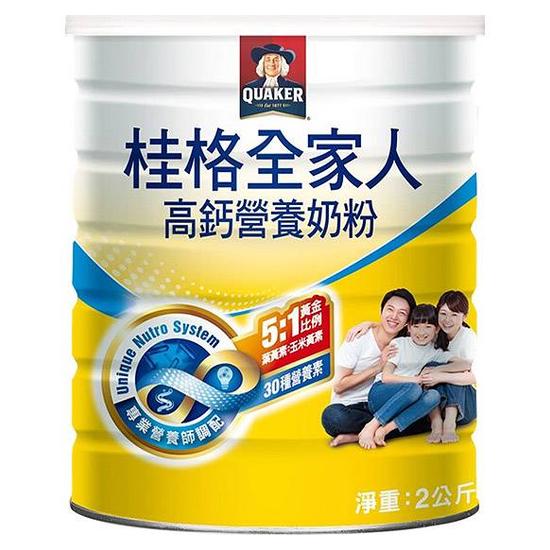 QUAKER
Est 1877
桂格全家人
高鈣營養奶粉
Unique Nutro System
5:1黃金比例
葉黃素:玉米黃素
30種營養素
專業營養師調配
淨重:2公斤